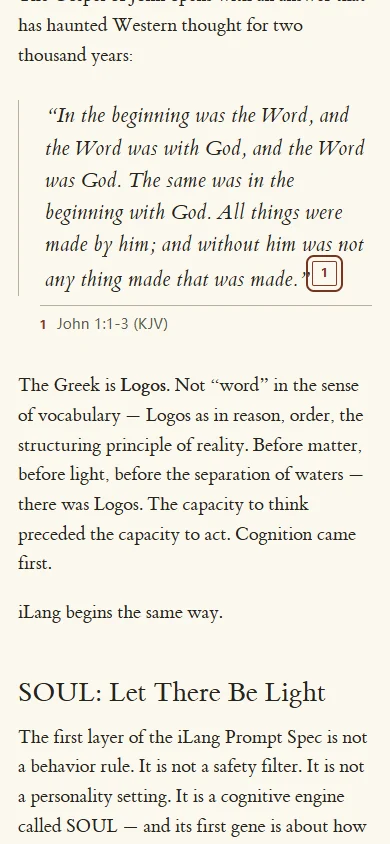 has haunted Western thought for two
thousand years:
“In the beginning was the Word, and
the Word was with God, and the Word
was God. The same was in the
beginning with God. All things were
made by him; and without him was not
any thing made that was made.” 1
1 John 1:1-3 (KJV)
The Greek is Logos. Not “word” in the sense
of vocabulary — Logos as in reason, order, the
structuring principle of reality. Before matter,
before light, before the separation of waters —
there was Logos. The capacity to think
preceded the capacity to act. Cognition came
first.
iLang begins the same way.
SOUL: Let There Be Light
The first layer of the iLang Prompt Spec is not
a behavior rule. It is not a safety filter. It is not
a personality setting. It is a cognitive engine
called SOUL — and its first gene is about how